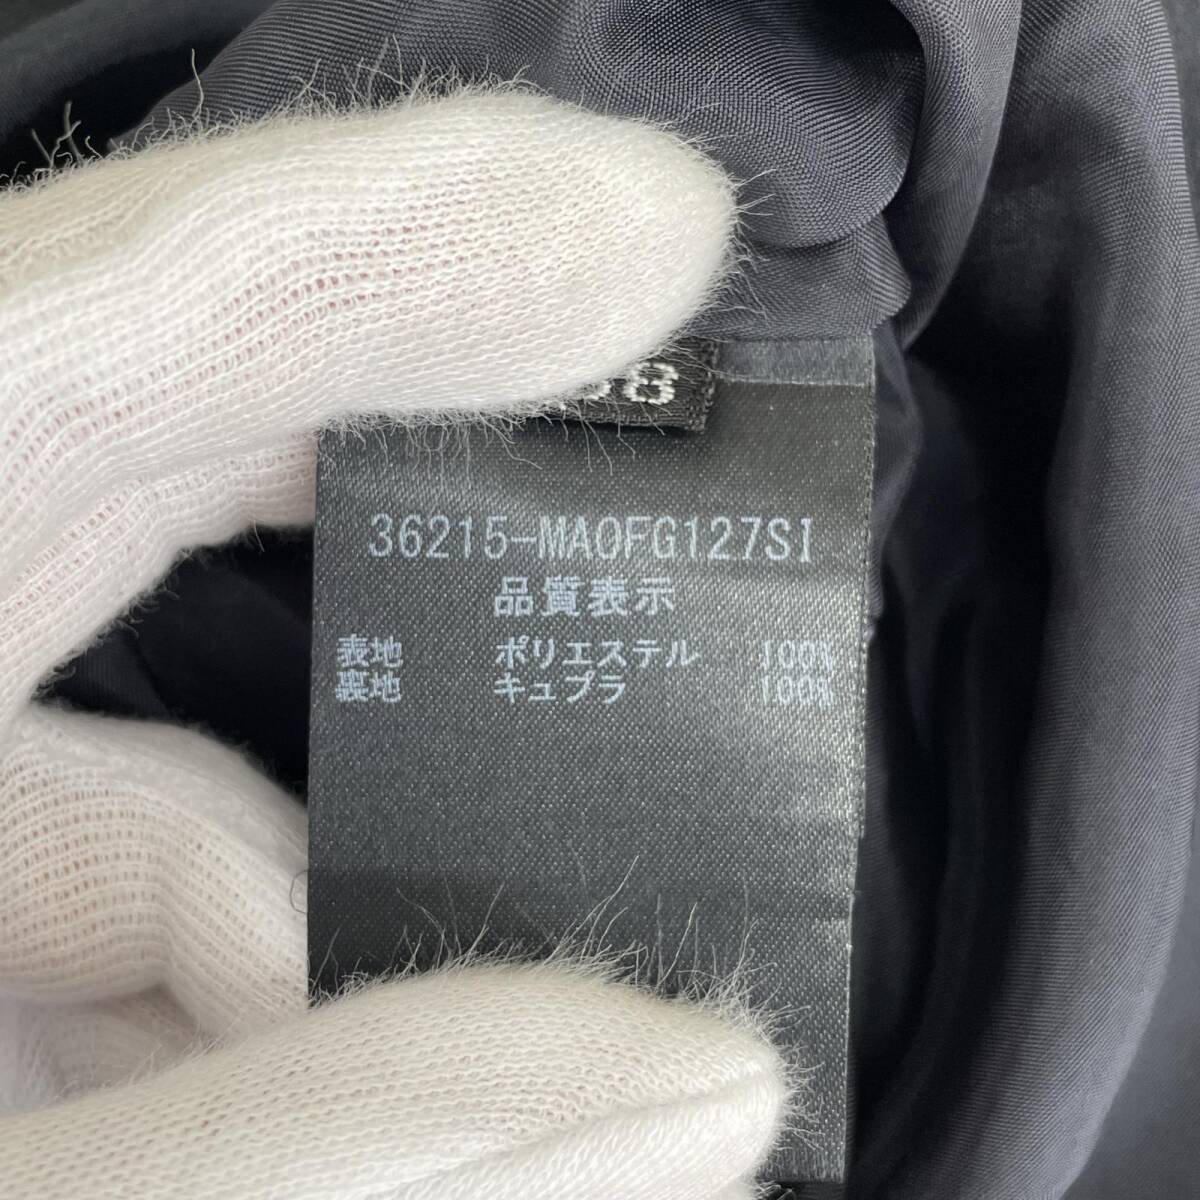 38
36215-MAOFG127SI
品質表示
表地 ポリエステル 100%
裏地 キュプラ 100%